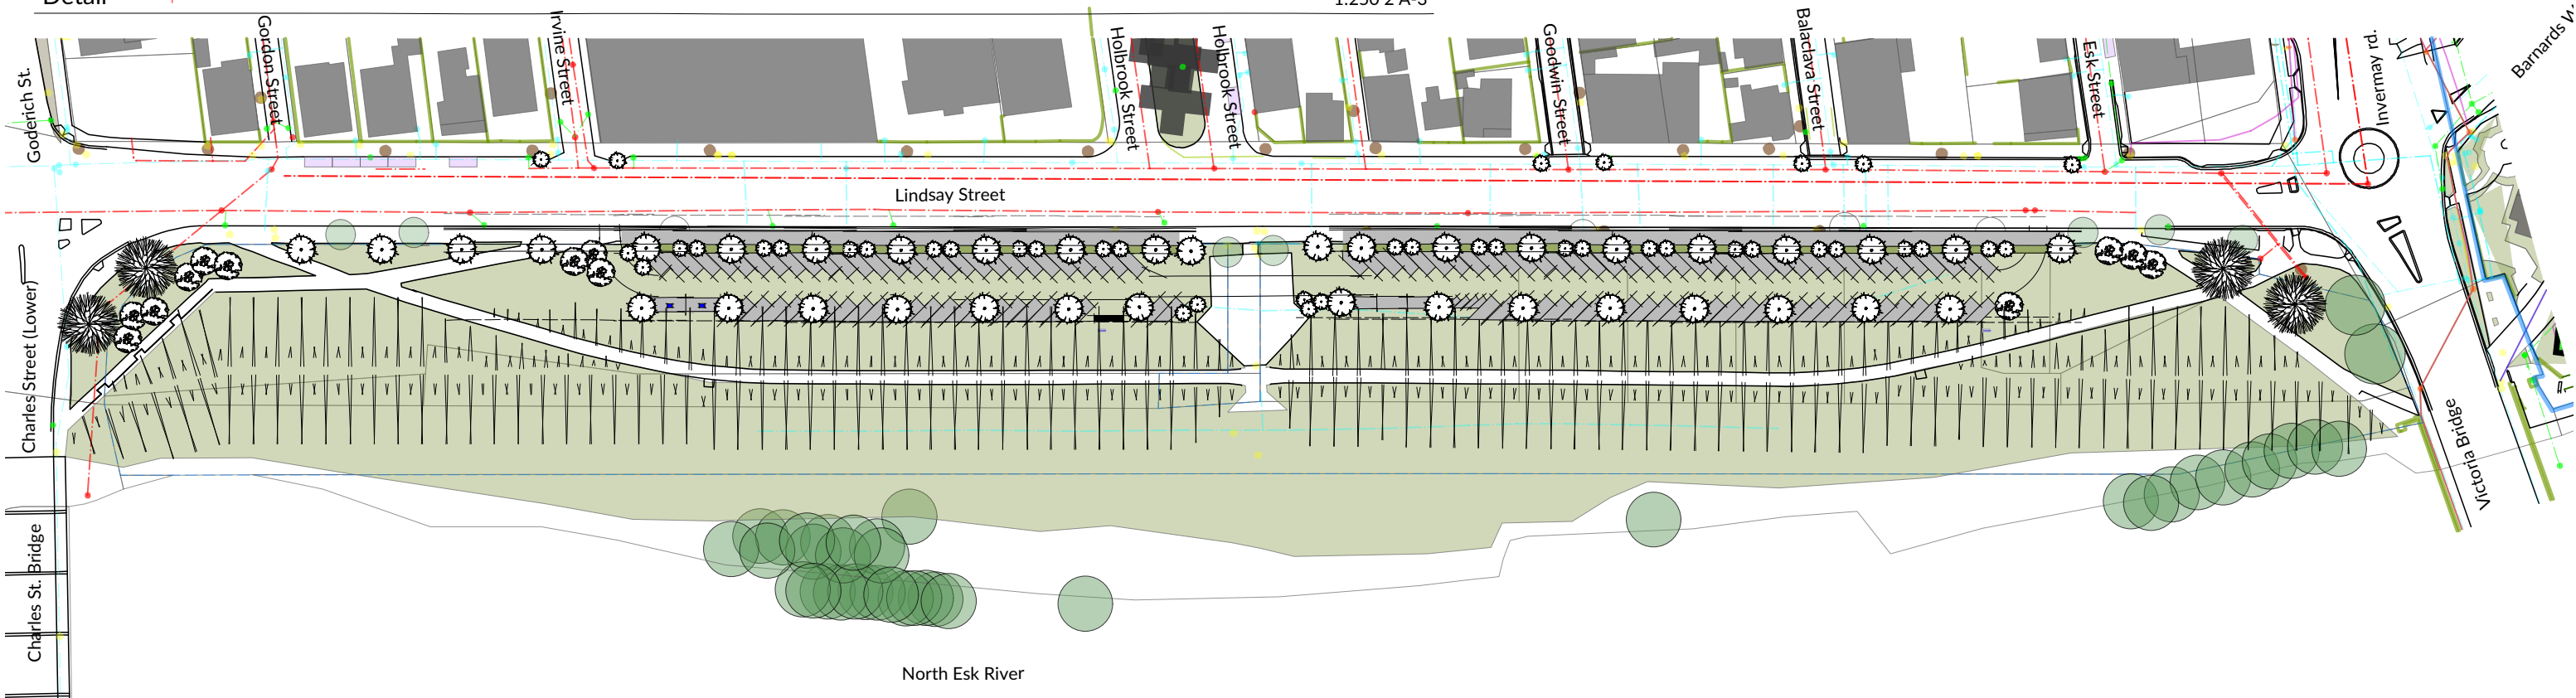 Detail
1:250 2 A-3
Goderich St.
Gordon Street
Irvine Street
Holbrook Street
Holbrook Street
Goodwin Street
Balaclava Street
Esk Street
Invermay rd.
Lindsay Street
Charles Street (Lower)
Charles St. Bridge
Victoria Bridge
North Esk River